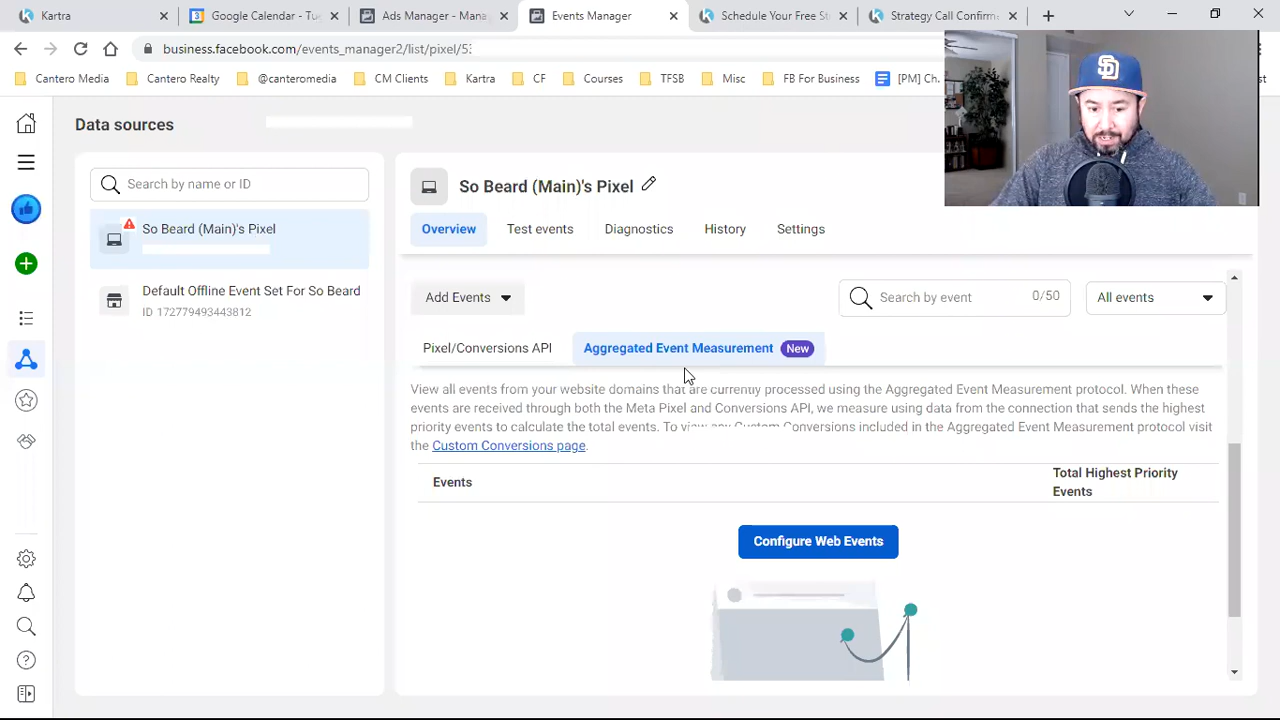 Kartra
Google Calendar - Tue
Ads Manager - Mana
Events Manager
Schedule Your Free St
Strategy Call Confirm
business.facebook.com/events_manager2/list/pixel/5
Cantero Media
Cantero Realty
@canteromedia
CM Clients
Kartra
CF
Courses
TFSB
Misc
FB For Business
[PM] Ch.
st
Data sources
Search by name or ID
So Beard (Main)'s Pixel
Default Offline Event Set For So Beard
ID 172779493443812
So Beard (Main)'s Pixel
Overview
Test events
Diagnostics
History
Settings
Add Events
Search by event
0/50
All events
Pixel/Conversions API
Aggregated Event Measurement
New
View all events from your website domains that are currently processed using the Aggregated Event Measurement protocol. When these
events are received through both the Meta Pixel and Conversions API, we measure using data from the connection that sends the highest
priority events to calculate the total events. To view any Custom Conversions included in the Aggregated Event Measurement protocol visit
the Custom Conversions page.
Events
Total Highest Priority
Events
Configure Web Events
SD